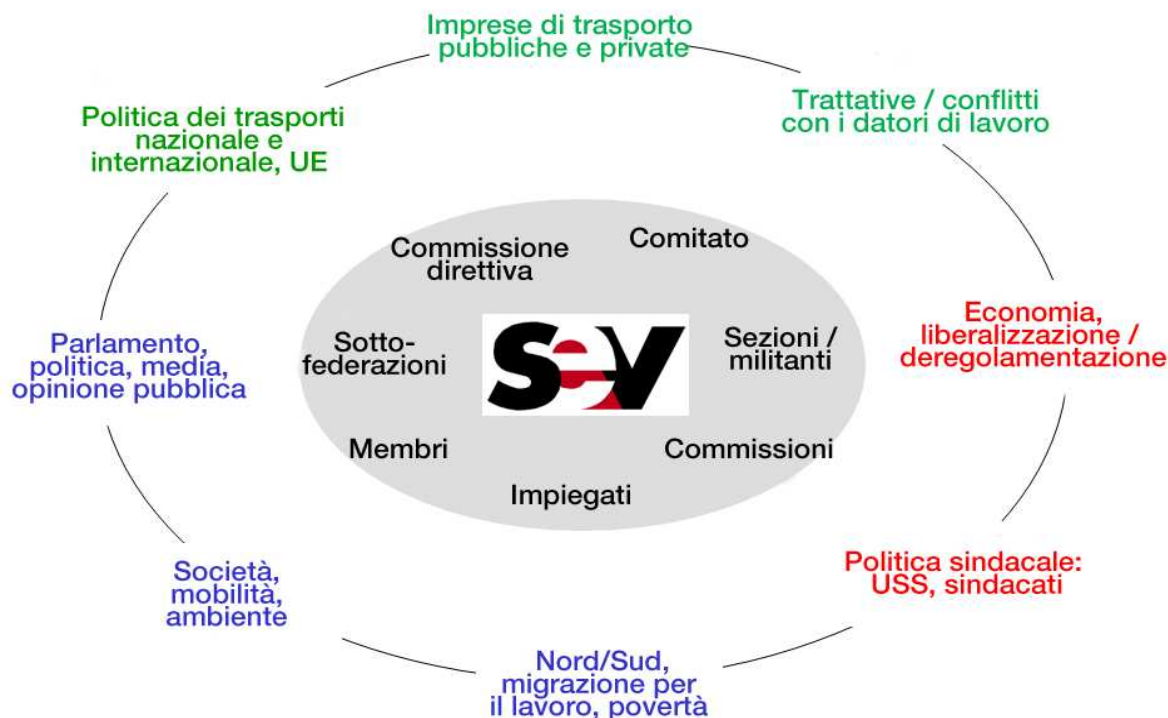 Imprese di trasporto
pubbliche e private
Trattative / conflitti
con i datori di lavoro
Politica dei trasporti
nazionale e
internazionale, UE
Commissione
direttiva
Comitato
Economia,
liberalizzazione /
deregolamentazione
Parlamento,
politica, media,
opinione pubblica
Sotto-
federazioni
sev
Sezioni /
militanti
Membri
Commissioni
Impiegati
Politica sindacale:
USS, sindacati
Società,
mobilità,
ambiente
Nord/Sud,
migrazione per
il lavoro, povertà